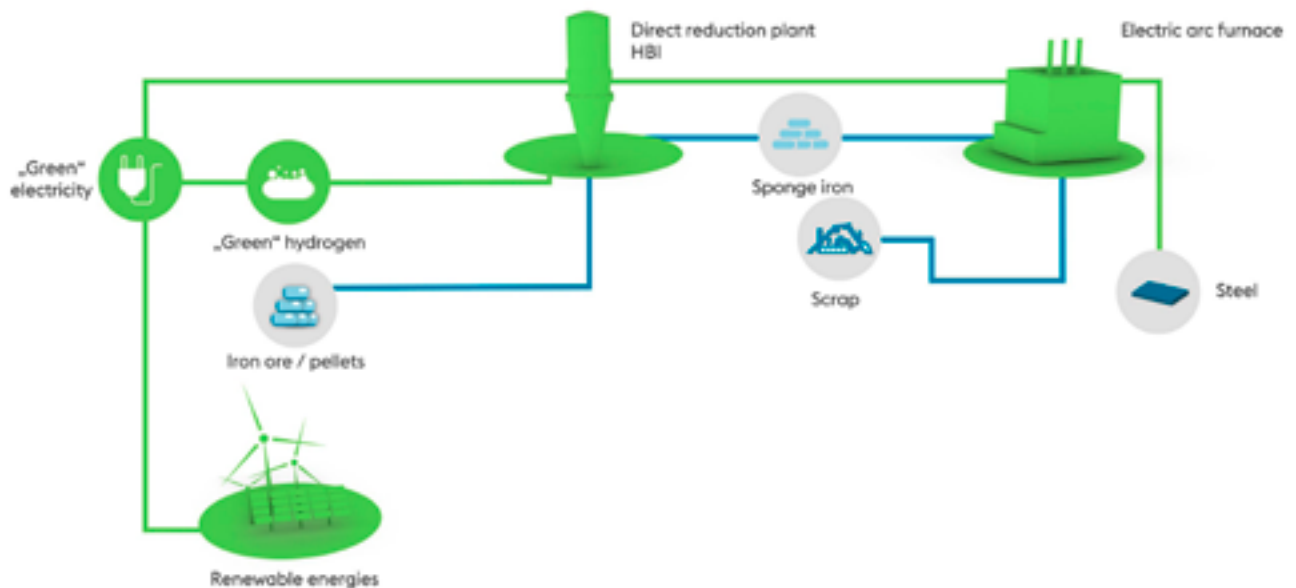 Direct reduction plant
HBI
Electric arc furnace
„Green“
electricity
Sponge iron
„Green“ hydrogen
Scrap
Steel
Iron ore / pellets
Renewable energies